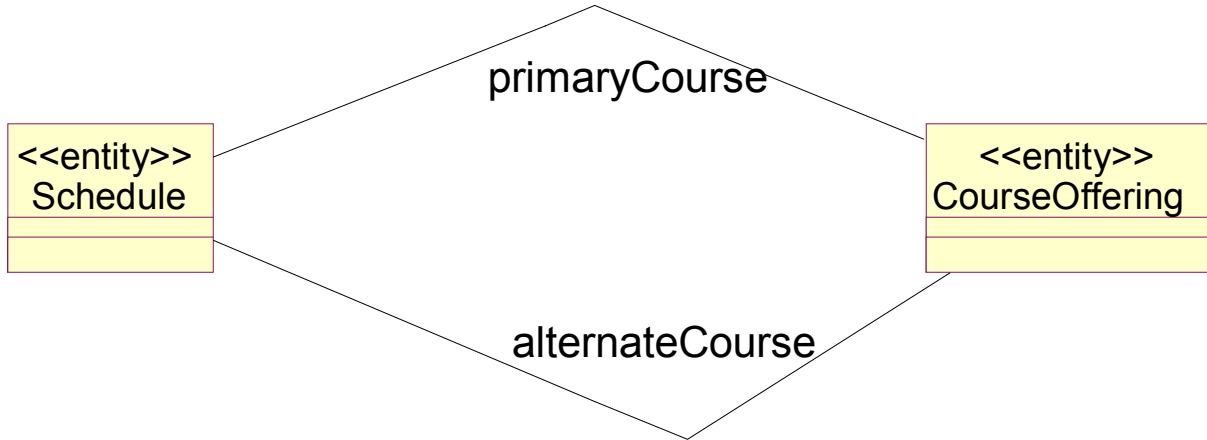 primaryCourse
<<entity>>
Schedule
<<entity>>
CourseOffering
alternateCourse